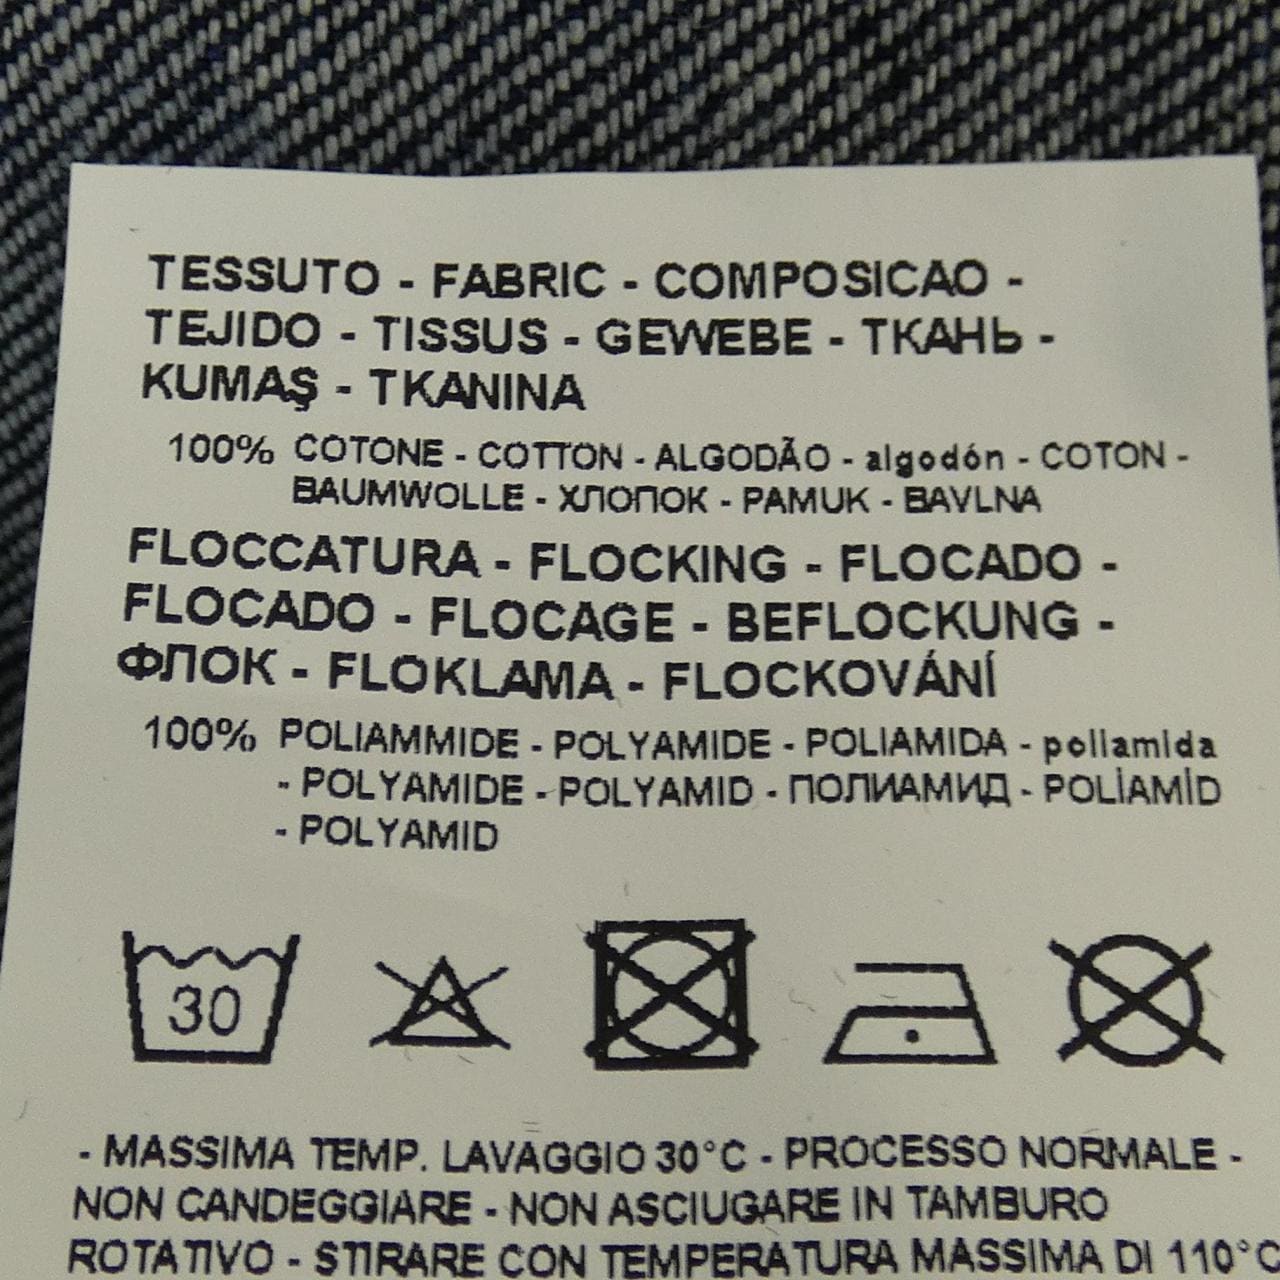 TESSUTO - FABRIC - COMPOSICAO -
TEJIDO - TISSUS - GEWEBE - ТКАНЬ -
KUMAŞ - TKANINA
100% COTONE - COTTON - ALGODÃO - algodón - COTON -
BAUMWOLLE - ХЛОПОК - PAMUK - BAVLNA
FLOCCATURA - FLOCKING - FLOCADO -
FLOCADO - FLOCAGE - BEFLOCKUNG -
ФЛОК - FLOKLAMA - FLOCKOVÁNÍ
100% POLIAMMIDE - POLYAMIDE - POLIAMIDA - poliamida
- POLYAMIDE - POLYAMID - ПОЛИАМИД - POLİAMİD
- POLYAMID
30
- MASSIMA TEMP. LAVAGGIO 30°C - PROCESSO NORMALE -
NON CANDEGGIARE - NON ASCIUGARE IN TAMBURO
ROTATIVO - STIRARE CON TEMPERATURA MASSIMA DI 110°C